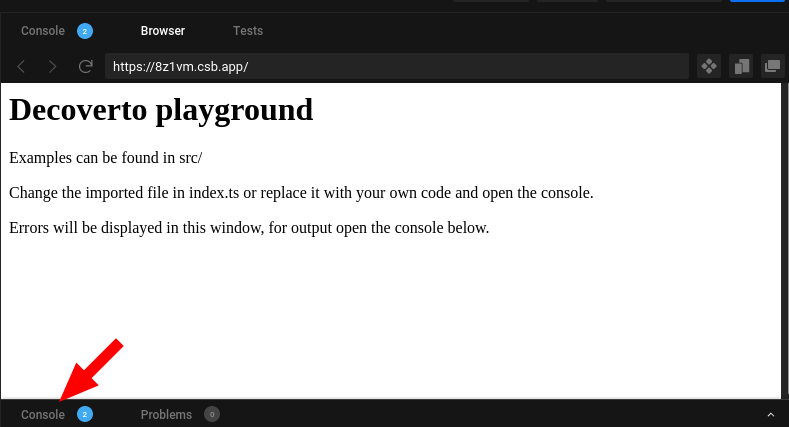 Console 2 Browser Tests
https://8z1vm.csb.app/
Decoverto playground
Examples can be found in src/
Change the imported file in index.ts or replace it with your own code and open the console.
Errors will be displayed in this window, for output open the console below.
Console 2 Problems 0